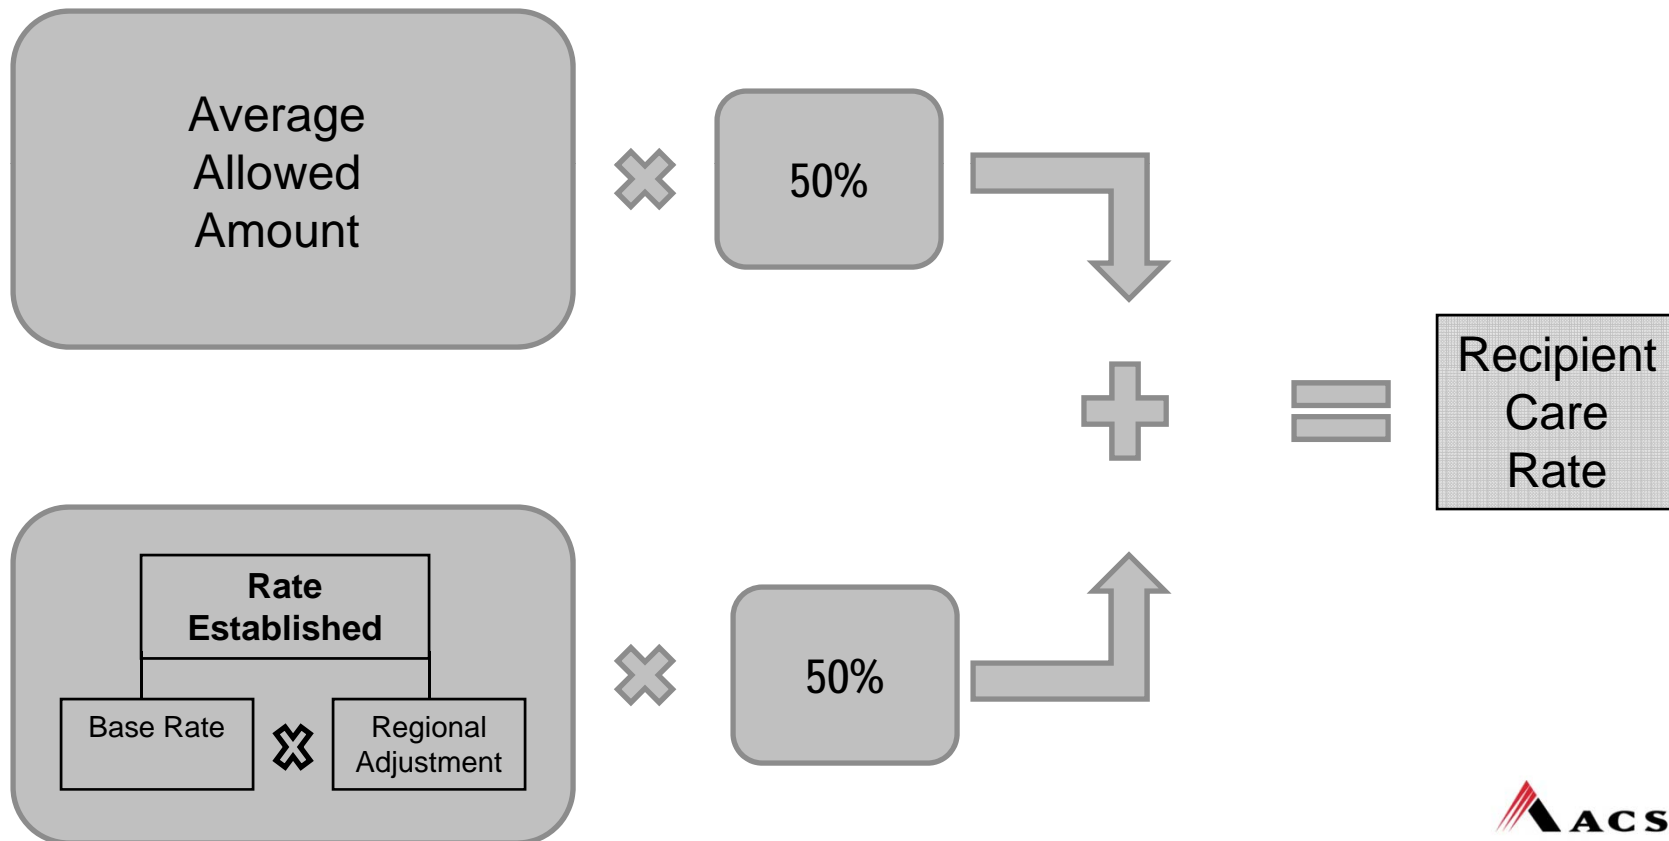 Average
Allowed
Amount
50%
Recipient
Care
Rate
Rate
Established
Base Rate
Regional
Adjustment
50%
ACS